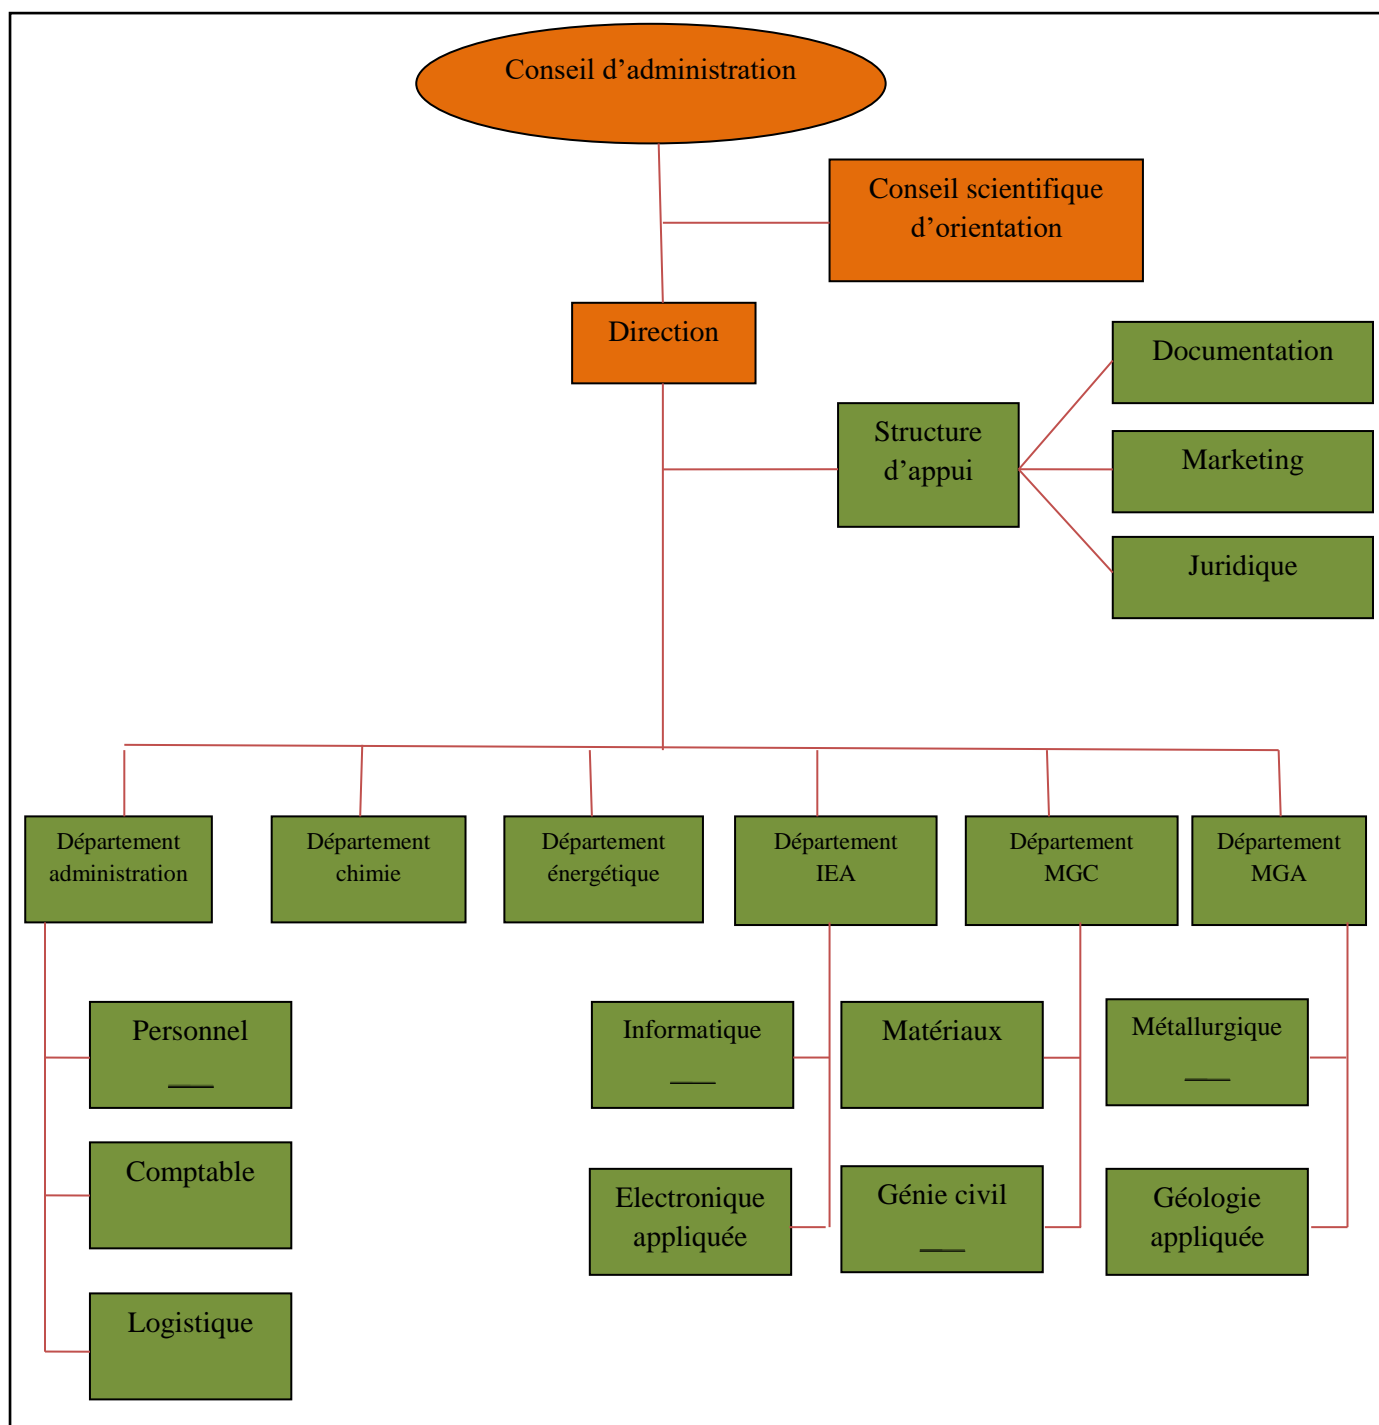 Conseil d’administration
Conseil scientifique
d’orientation
Direction
Documentation
Structure
d’appui
Marketing
Juridique
Département
administration
Département
chimie
Département
énergétique
Département
IEA
Département
MGC
Département
MGA
Personnel
Informatique
Matériaux
Métallurgique
Comptable
Electronique
appliquée
Génie civil
Géologie
appliquée
Logistique